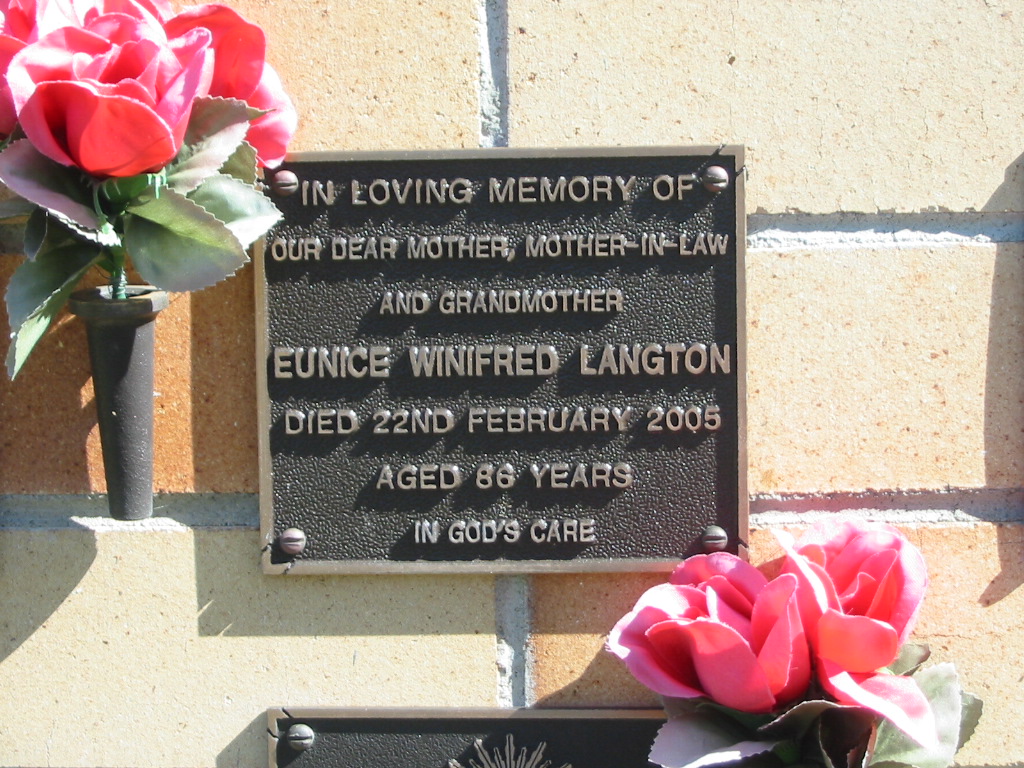 IN LOVING MEMORY OF
OUR DEAR MOTHER, MOTHER-IN-LAW
AND GRANDMOTHER
EUNICE WINIFRED LANGTON
DIED 22ND FEBRUARY 2005
AGED 86 YEARS
IN GOD'S CARE